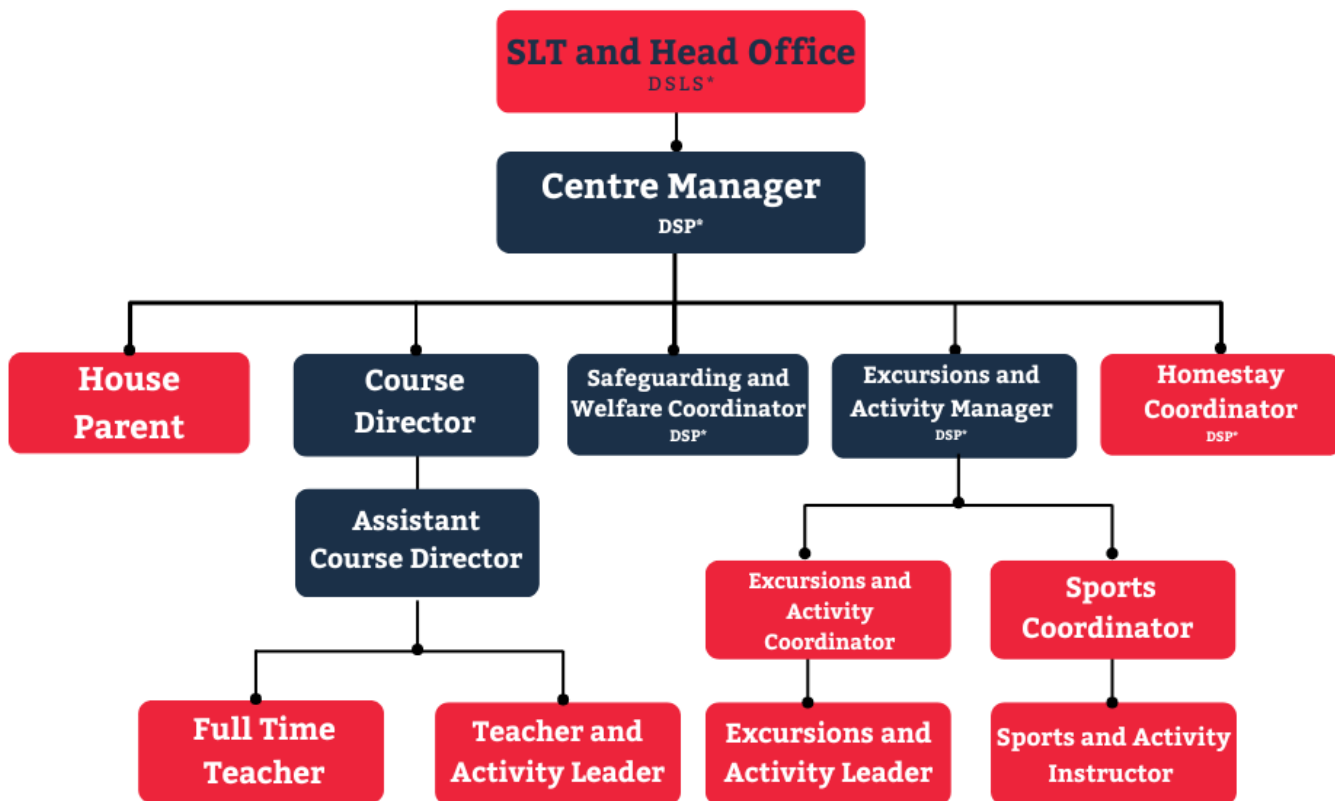 SLT and Head Office
DSLS*
Centre Manager
DSP*
House
Parent
Course
Director
Safeguarding and
Welfare Coordinator
DSP*
Excursions and
Activity Manager
DSP*
Homestay
Coordinator
DSP*
Assistant
Course Director
Excursions and
Activity
Coordinator
Sports
Coordinator
Full Time
Teacher
Teacher and
Activity Leader
Excursions and
Activity Leader
Sports and Activity
Instructor